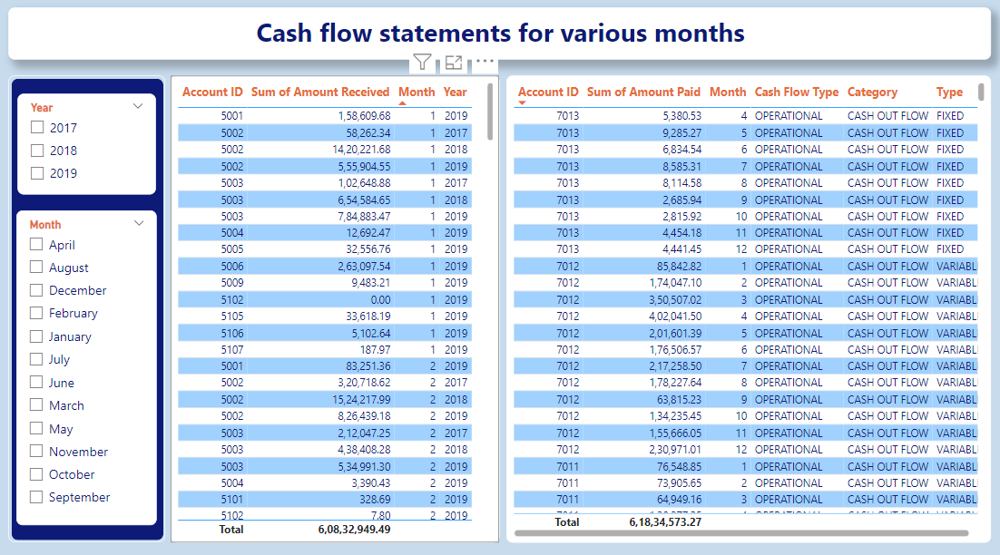 Cash flow statements for various months
Year
2017
2018
2019
Month
April
August
December
February
January
July
June
March
May
November
October
September
Account ID Sum of Amount Received Month Year
5001 1,58,609.68 1 2019
5002 58,262.34 1 2017
5002 14,20,221.68 1 2018
5002 5,55,904.55 1 2019
5003 1,02,648.88 1 2017
5003 6,54,584.65 1 2018
5003 7,84,883.47 1 2019
5004 12,692.47 1 2019
5005 32,556.76 1 2019
5006 2,63,097.54 1 2019
5009 9,483.21 1 2019
5102 0.00 1 2019
5105 33,618.19 1 2019
5106 5,102.64 1 2019
5107 187.97 1 2019
5001 83,251.36 2 2019
5002 3,20,718.62 2 2017
5002 15,24,217.99 2 2018
5002 8,26,439.18 2 2019
5003 2,12,047.25 2 2017
5003 4,38,408.28 2 2018
5003 5,34,991.30 2 2019
5004 3,390.43 2 2019
5101 328.69 2 2019
5102 7.80 2 2019
Total 6,08,32,949.49
Account ID Sum of Amount Paid Month Cash Flow Type Category Type
7013 5,380.53 4 OPERATIONAL CASH OUT FLOW FIXED
7013 9,285.27 5 OPERATIONAL CASH OUT FLOW FIXED
7013 6,834.54 6 OPERATIONAL CASH OUT FLOW FIXED
7013 8,585.31 7 OPERATIONAL CASH OUT FLOW FIXED
7013 8,114.58 8 OPERATIONAL CASH OUT FLOW FIXED
7013 2,685.94 9 OPERATIONAL CASH OUT FLOW FIXED
7013 2,815.92 10 OPERATIONAL CASH OUT FLOW FIXED
7013 4,454.18 11 OPERATIONAL CASH OUT FLOW FIXED
7013 4,441.45 12 OPERATIONAL CASH OUT FLOW FIXED
7012 85,842.82 1 OPERATIONAL CASH OUT FLOW VARIABL
7012 1,74,047.10 2 OPERATIONAL CASH OUT FLOW VARIABL
7012 3,50,507.02 3 OPERATIONAL CASH OUT FLOW VARIABL
7012 4,02,041.50 4 OPERATIONAL CASH OUT FLOW VARIABL
7012 2,01,601.39 5 OPERATIONAL CASH OUT FLOW VARIABL
7012 1,76,506.57 6 OPERATIONAL CASH OUT FLOW VARIABL
7012 2,17,258.50 7 OPERATIONAL CASH OUT FLOW VARIABL
7012 1,78,227.64 8 OPERATIONAL CASH OUT FLOW VARIABL
7012 63,815.23 9 OPERATIONAL CASH OUT FLOW VARIABL
7012 1,34,235.45 10 OPERATIONAL CASH OUT FLOW VARIABL
7012 1,55,666.05 11 OPERATIONAL CASH OUT FLOW VARIABL
7012 2,30,971.01 12 OPERATIONAL CASH OUT FLOW VARIABL
7011 76,548.85 1 OPERATIONAL CASH OUT FLOW VARIABL
7011 73,905.65 2 OPERATIONAL CASH OUT FLOW VARIABL
7011 64,949.16 3 OPERATIONAL CASH OUT FLOW VARIABL
Total 6,18,34,573.27